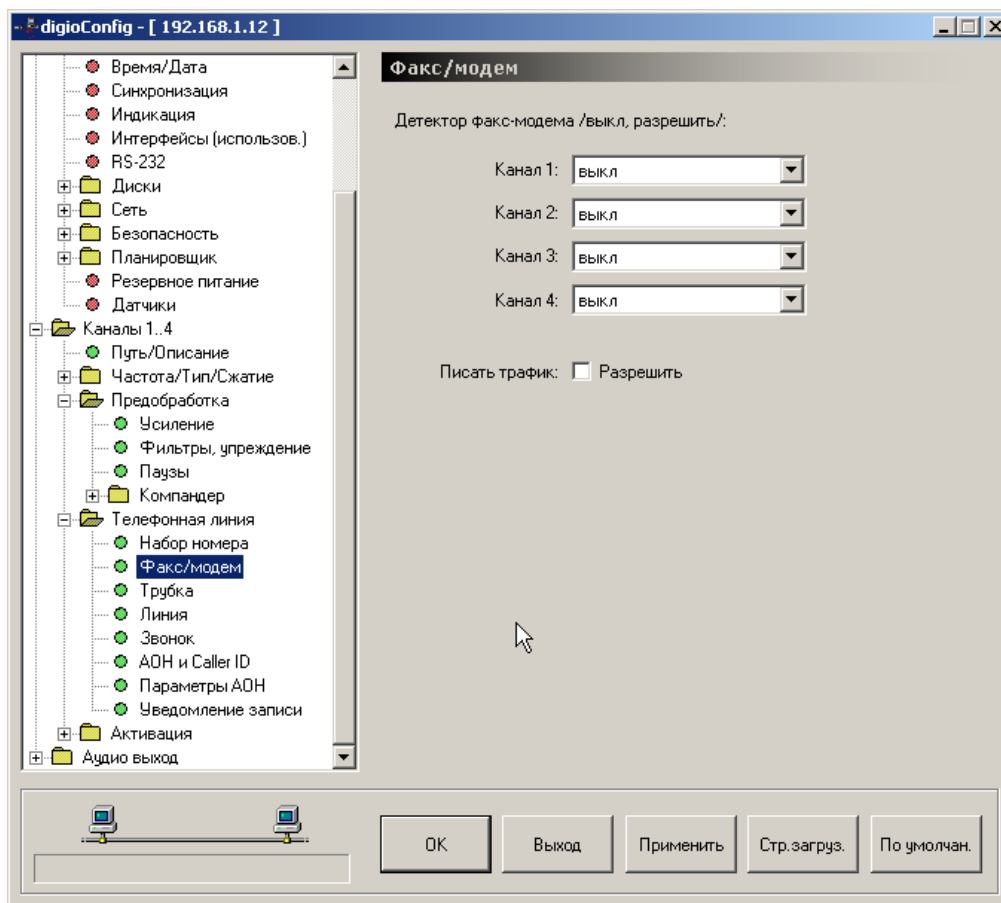 digioConfig - [ 192.168.1.12 ]
Время/Дата
Синхронизация
Индикация
Интерфейсы (использов.)
RS-232
Диски
Сеть
Безопасность
Планировщик
Резервное питание
Датчики
Каналы 1..4
Путь/Описание
Частота/Тип/Сжатие
Предобработка
Усиление
Фильтры, упреждение
Паузы
Компандер
Телефонная линия
Набор номера
Факс/модем
Трубка
Линия
Звонок
АОН и Caller ID
Параметры АОН
Уведомление записи
Активация
Аудио выход
Факс/модем
Детектор факс-модема /выкл, разрешить/:
Канал 1: выкл
Канал 2: выкл
Канал 3: выкл
Канал 4: выкл
Писать трафик: Разрешить
OK Выход Применить Стр.загруз. По умолчан.